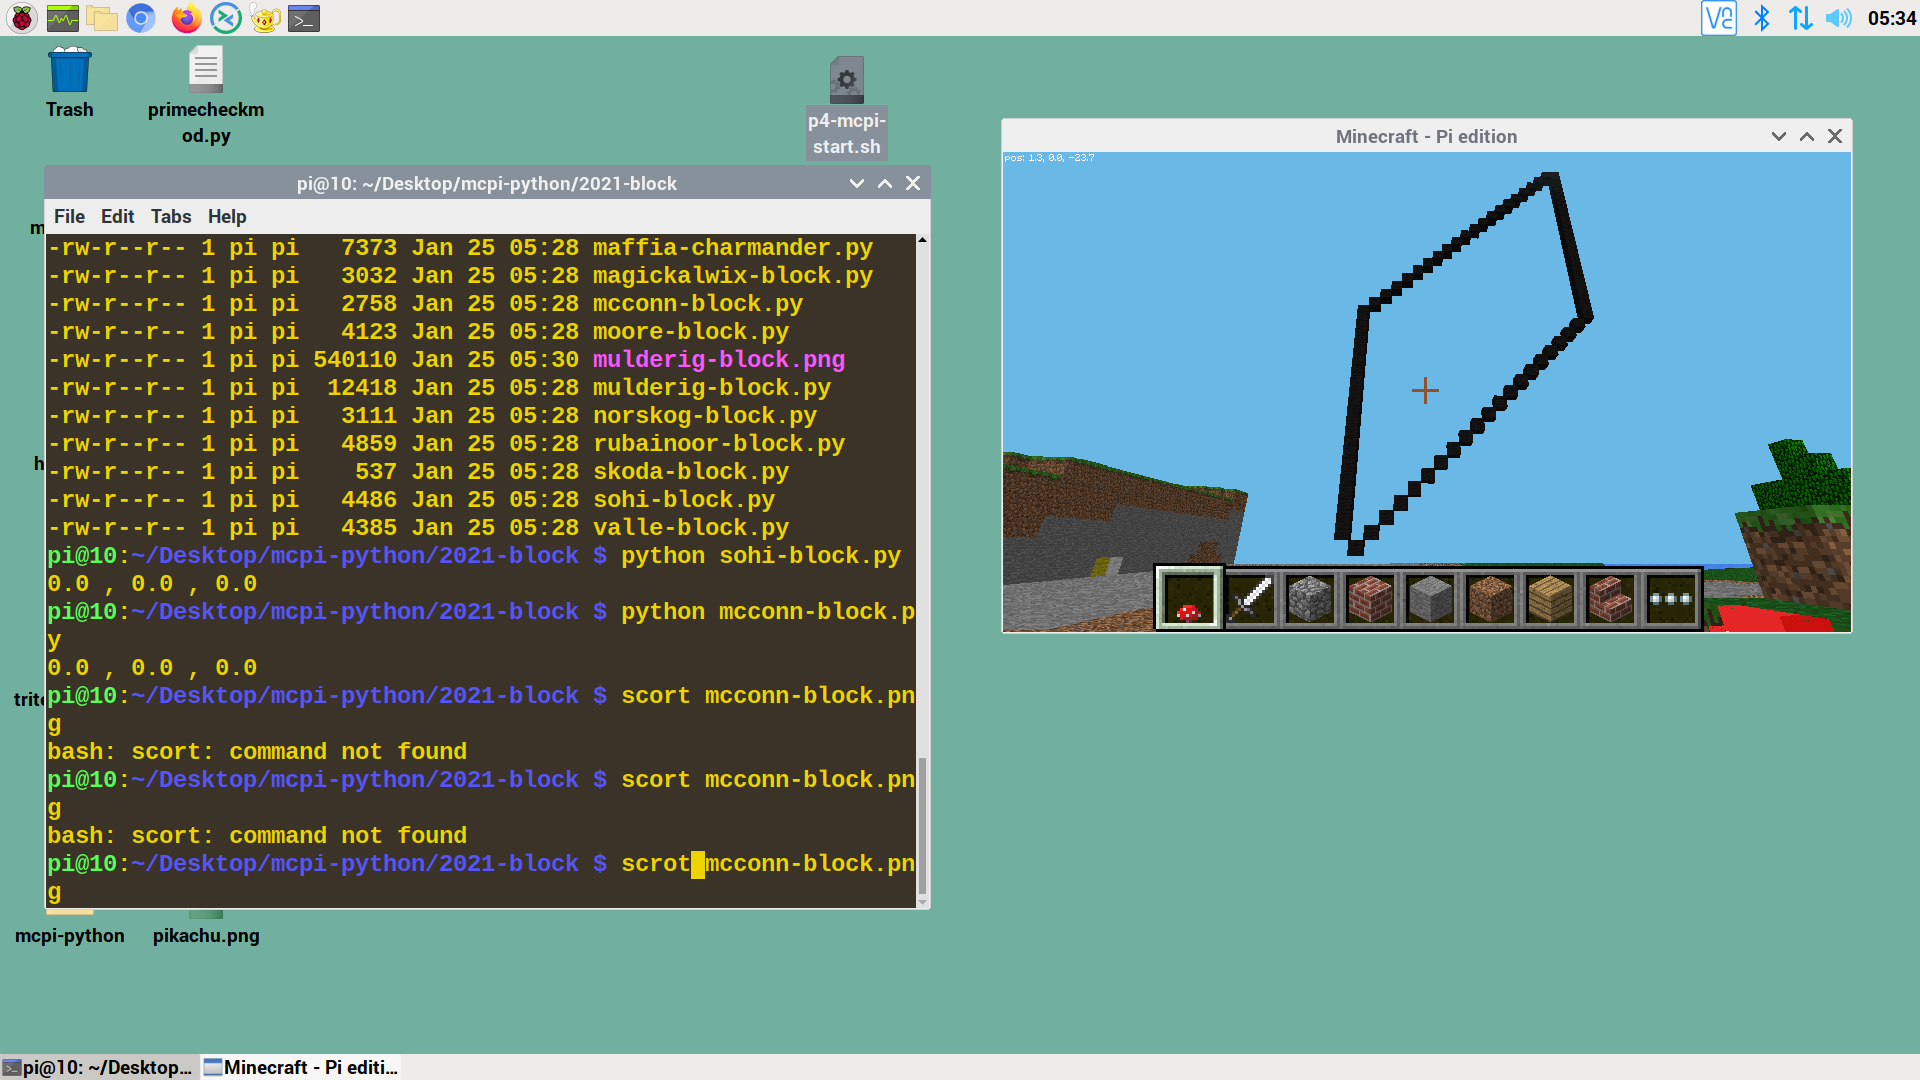 05:34
Trash
primecheckm
od.py
p4-mcpi-
start.sh
pi@10: ~/Desktop/mcpi-python/2021-block
File Edit Tabs Help
-rw-r--r-- 1 pi pi   7373 Jan 25 05:28 maffia-charmander.py
-rw-r--r-- 1 pi pi   3032 Jan 25 05:28 magickalwix-block.py
-rw-r--r-- 1 pi pi   2758 Jan 25 05:28 mcconn-block.py
-rw-r--r-- 1 pi pi   4123 Jan 25 05:28 moore-block.py
-rw-r--r-- 1 pi pi 540110 Jan 25 05:30 mulderig-block.png
-rw-r--r-- 1 pi pi  12418 Jan 25 05:28 mulderig-block.py
-rw-r--r-- 1 pi pi   3111 Jan 25 05:28 norskog-block.py
-rw-r--r-- 1 pi pi   4859 Jan 25 05:28 rubainoor-block.py
-rw-r--r-- 1 pi pi    537 Jan 25 05:28 skoda-block.py
-rw-r--r-- 1 pi pi   4486 Jan 25 05:28 sohi-block.py
-rw-r--r-- 1 pi pi   4385 Jan 25 05:28 valle-block.py
pi@10:~/Desktop/mcpi-python/2021-block $ python sohi-block.py
0.0 , 0.0 , 0.0
pi@10:~/Desktop/mcpi-python/2021-block $ python mcconn-block.p
y
0.0 , 0.0 , 0.0
pi@10:~/Desktop/mcpi-python/2021-block $ scort mcconn-block.pn
g
bash: scort: command not found
pi@10:~/Desktop/mcpi-python/2021-block $ scort mcconn-block.pn
g
bash: scort: command not found
pi@10:~/Desktop/mcpi-python/2021-block $ scrot mcconn-block.pn
g
m
h
trit
mcpi-python
pikachu.png
Minecraft - Pi edition
pos: 1.3, 0.0, -23.7
pi@10: ~/Desktop...
Minecraft - Pi editi...